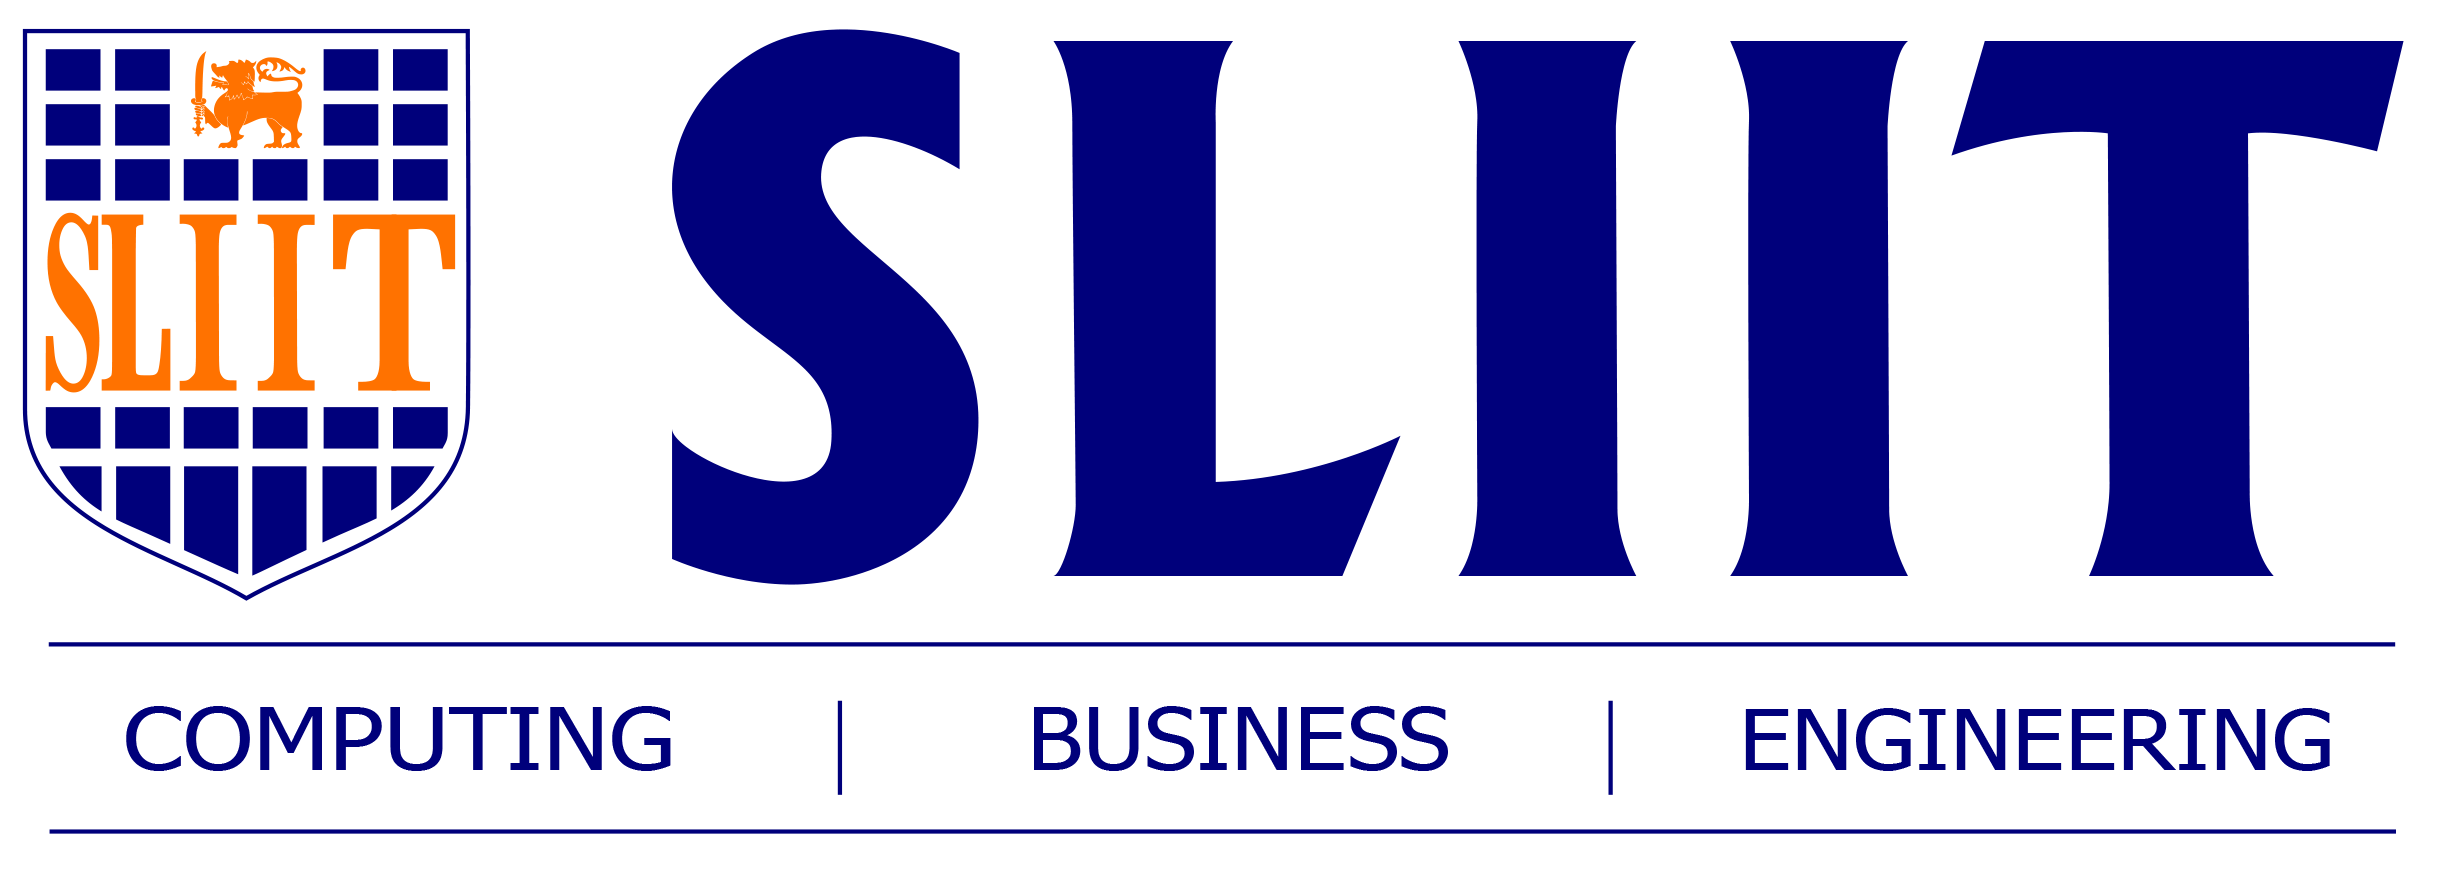 SLIIT
SLIIT
COMPUTING | BUSINESS | ENGINEERING